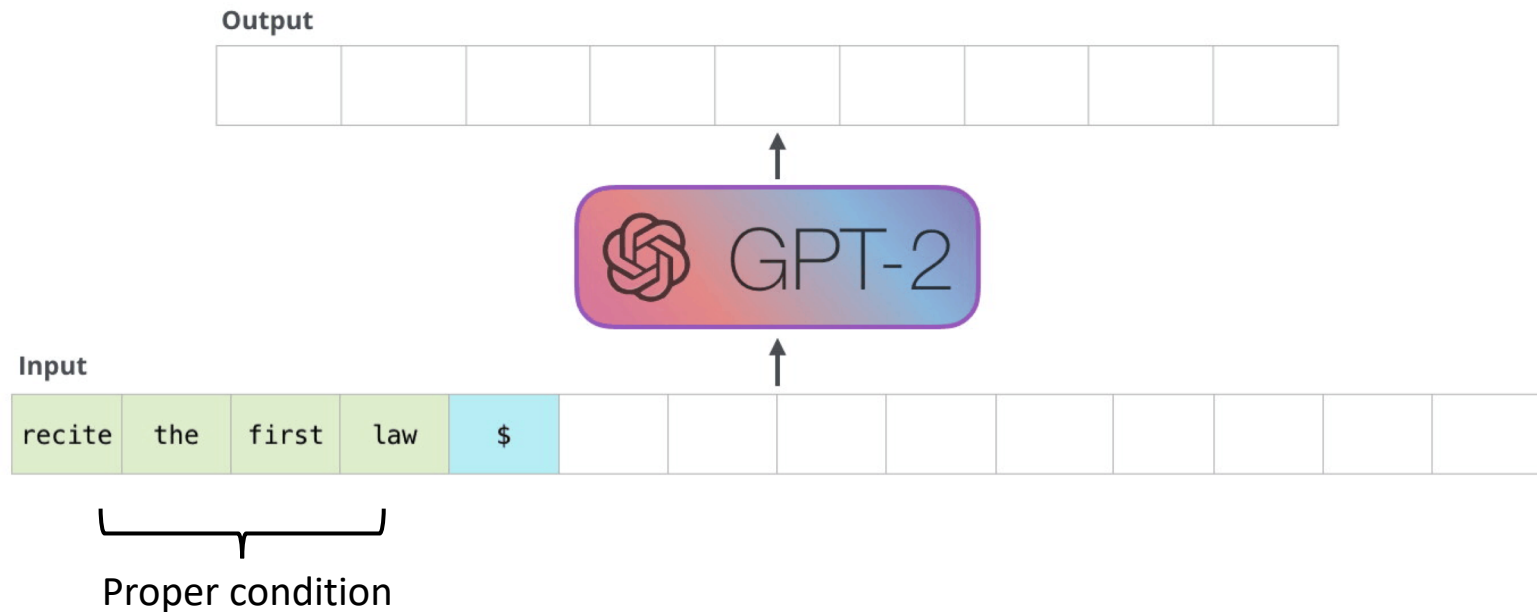 Output
GPT-2
Input
recite the first law $
Proper condition